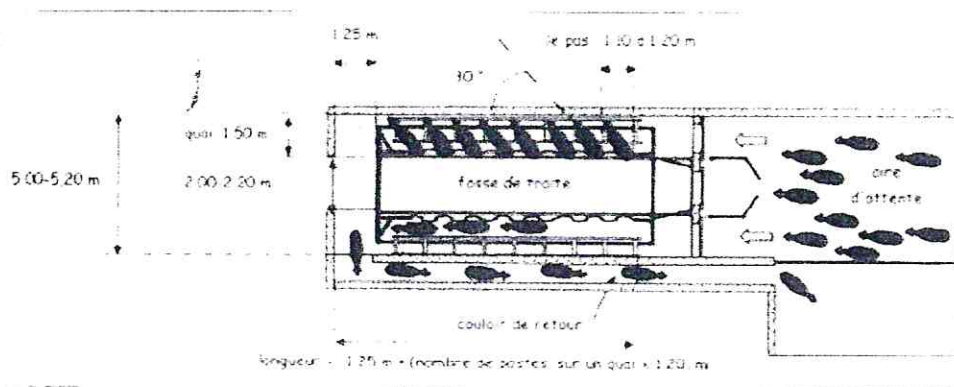 1.25 m
le pas 1.10 à 1.20 m
30°
quai 1.50 m
5.00-5.20 m
2.00-2.20 m
fosse de traite
aire
d'attente
couloir de retour
longueur = 1.25 m + (nombre de postes sur un quai x 1.20) m